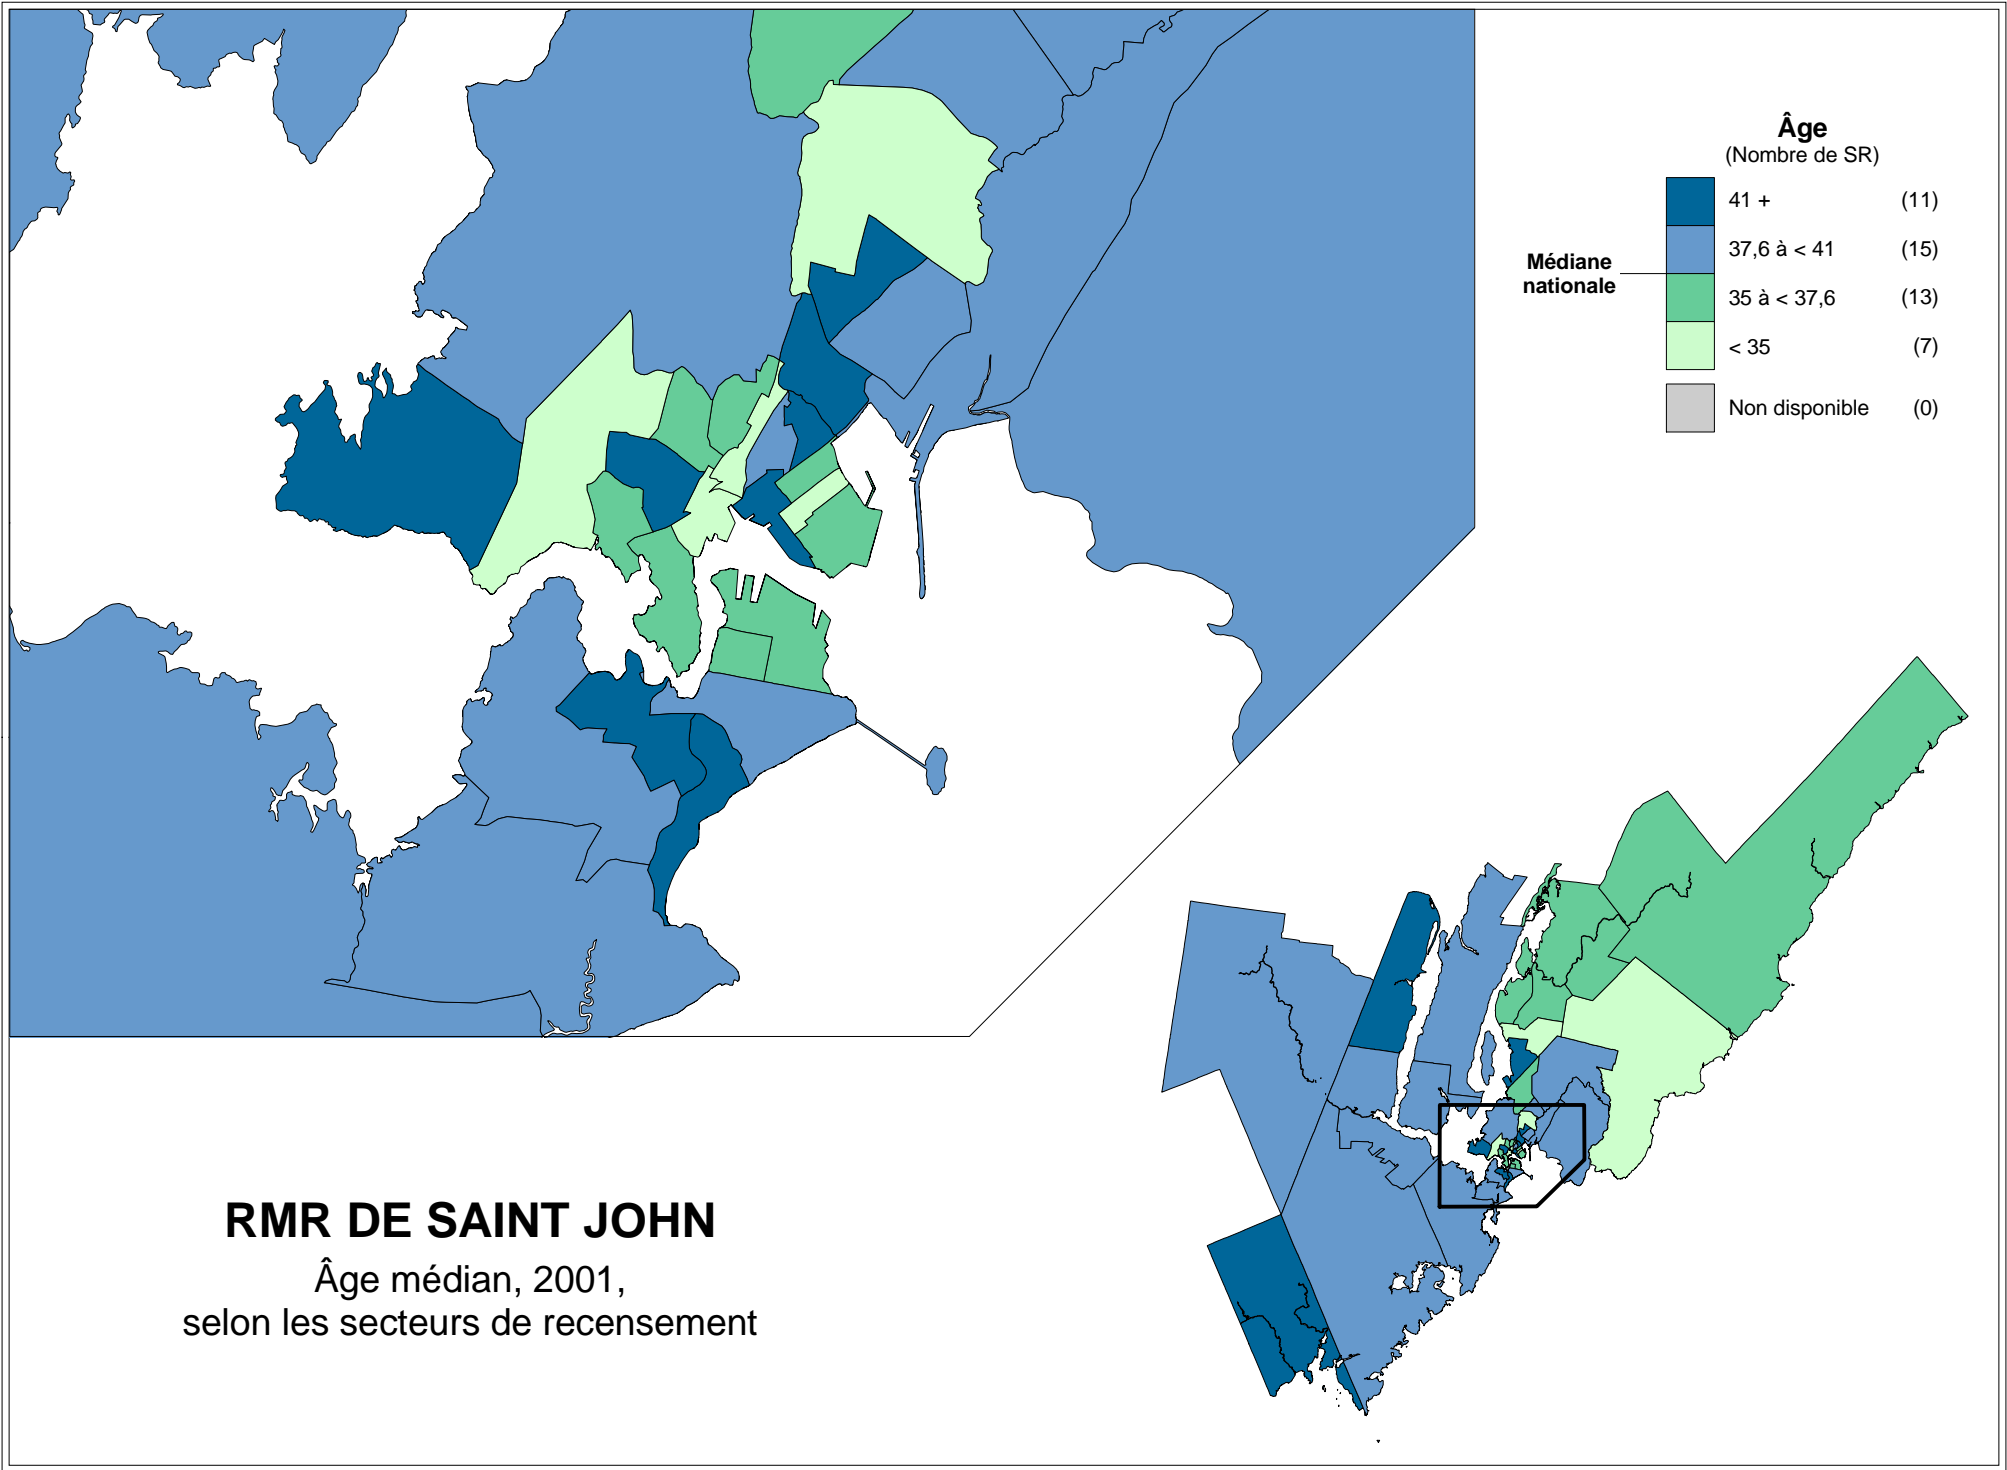 Âge
(Nombre de SR)
41 + (11)
37,6 à < 41 (15)
Médiane
nationale
35 à < 37,6 (13)
< 35 (7)
Non disponible (0)
RMR DE SAINT JOHN
Âge médian, 2001,
selon les secteurs de recensement